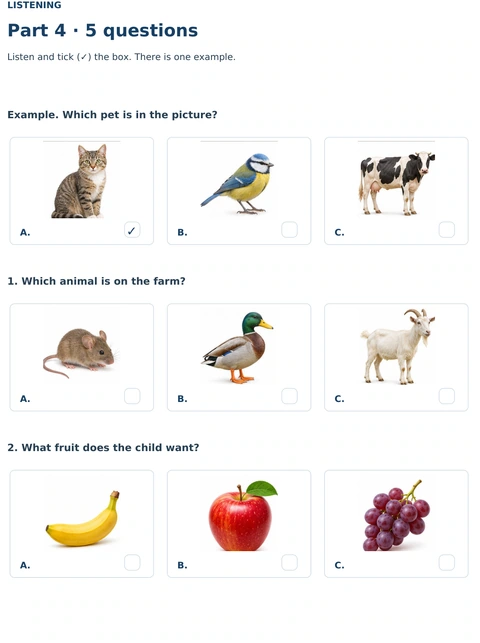 LISTENING
Part 4 · 5 questions
Listen and tick (✓) the box. There is one example.
Example. Which pet is in the picture?
A. ✓ B. C.
1. Which animal is on the farm?
A. B. C.
2. What fruit does the child want?
A. B. C.